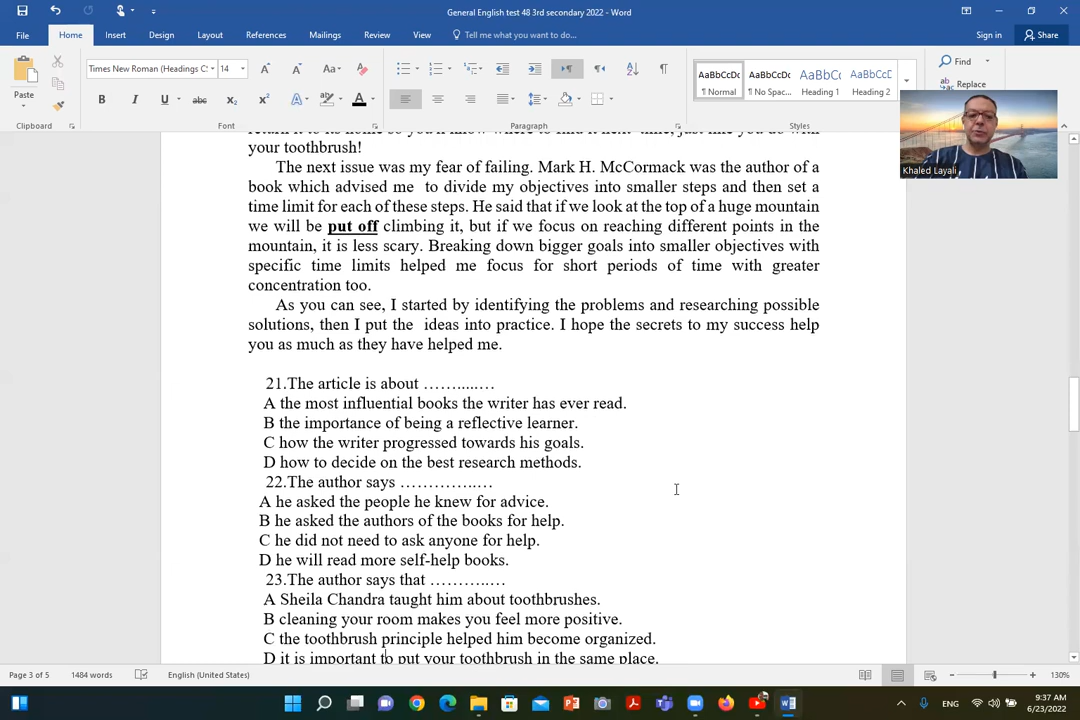 General English test 48 3rd secondary 2022 - Word
Sign in
Share
File Home Insert Design Layout References Mailings Review View Tell me what you want to do...
Times New Roman (Headings C: 14
Paste
Clipboard Font Paragraph Styles
AaBbCcDc AaBbCcDc AaBbCc AaBbCcD
¶ Normal ¶ No Spac... Heading 1 Heading 2
Find
Replace
Khaled Layali
your toothbrush!
The next issue was my fear of failing. Mark H. McCormack was the author of a
book which advised me to divide my objectives into smaller steps and then set a
time limit for each of these steps. He said that if we look at the top of a huge mountain
we will be put off climbing it, but if we focus on reaching different points in the
mountain, it is less scary. Breaking down bigger goals into smaller objectives with
specific time limits helped me focus for short periods of time with greater
concentration too.
As you can see, I started by identifying the problems and researching possible
solutions, then I put the ideas into practice. I hope the secrets to my success help
you as much as they have helped me.
21.The article is about …….....…
A the most influential books the writer has ever read.
B the importance of being a reflective learner.
C how the writer progressed towards his goals.
D how to decide on the best research methods.
22.The author says …………..…
A he asked the people he knew for advice.
B he asked the authors of the books for help.
C he did not need to ask anyone for help.
D he will read more self-help books.
23.The author says that ………..…
A Sheila Chandra taught him about toothbrushes.
B cleaning your room makes you feel more positive.
C the toothbrush principle helped him become organized.
D it is important to put your toothbrush in the same place.
Page 3 of 5 1484 words English (United States) 130%
ENG
9:37 AM
6/23/2022